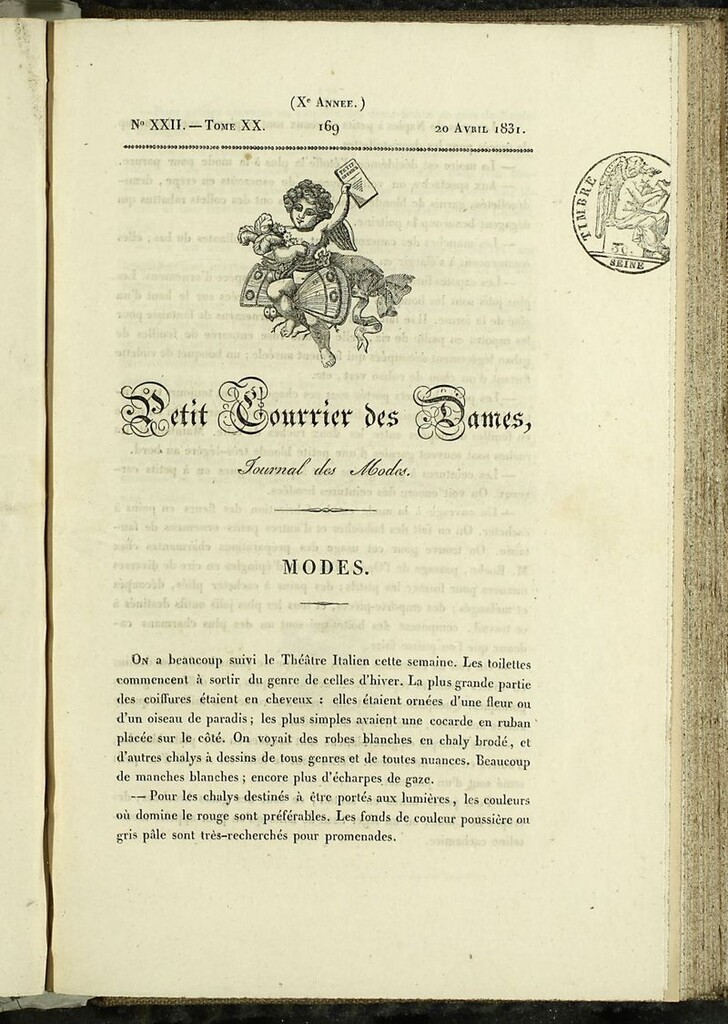 (Xᵉ ANNEE.)
Nº XXII. — TOME XX. 169 20 AVRIL 1831.
PETIT
TIMBRE
SEINE
Petit Courrier des Dames,
Journal des Modes.
MODES.
ON a beaucoup suivi le Théâtre Italien cette semaine. Les toilettes
commencent à sortir du genre de celles d'hiver. La plus grande partie
des coiffures étaient en cheveux : elles étaient ornées d'une fleur ou
d'un oiseau de paradis ; les plus simples avaient une cocarde en ruban
placée sur le côté. On voyait des robes blanches en chaly brodé, et
d'autres chalys à dessins de tous genres et de toutes nuances. Beaucoup
de manches blanches ; encore plus d'écharpes de gaze.
— Pour les chalys destinés à être portés aux lumières, les couleurs
où domine le rouge sont préférables. Les fonds de couleur poussière ou
gris pâle sont très-recherchés pour promenades.